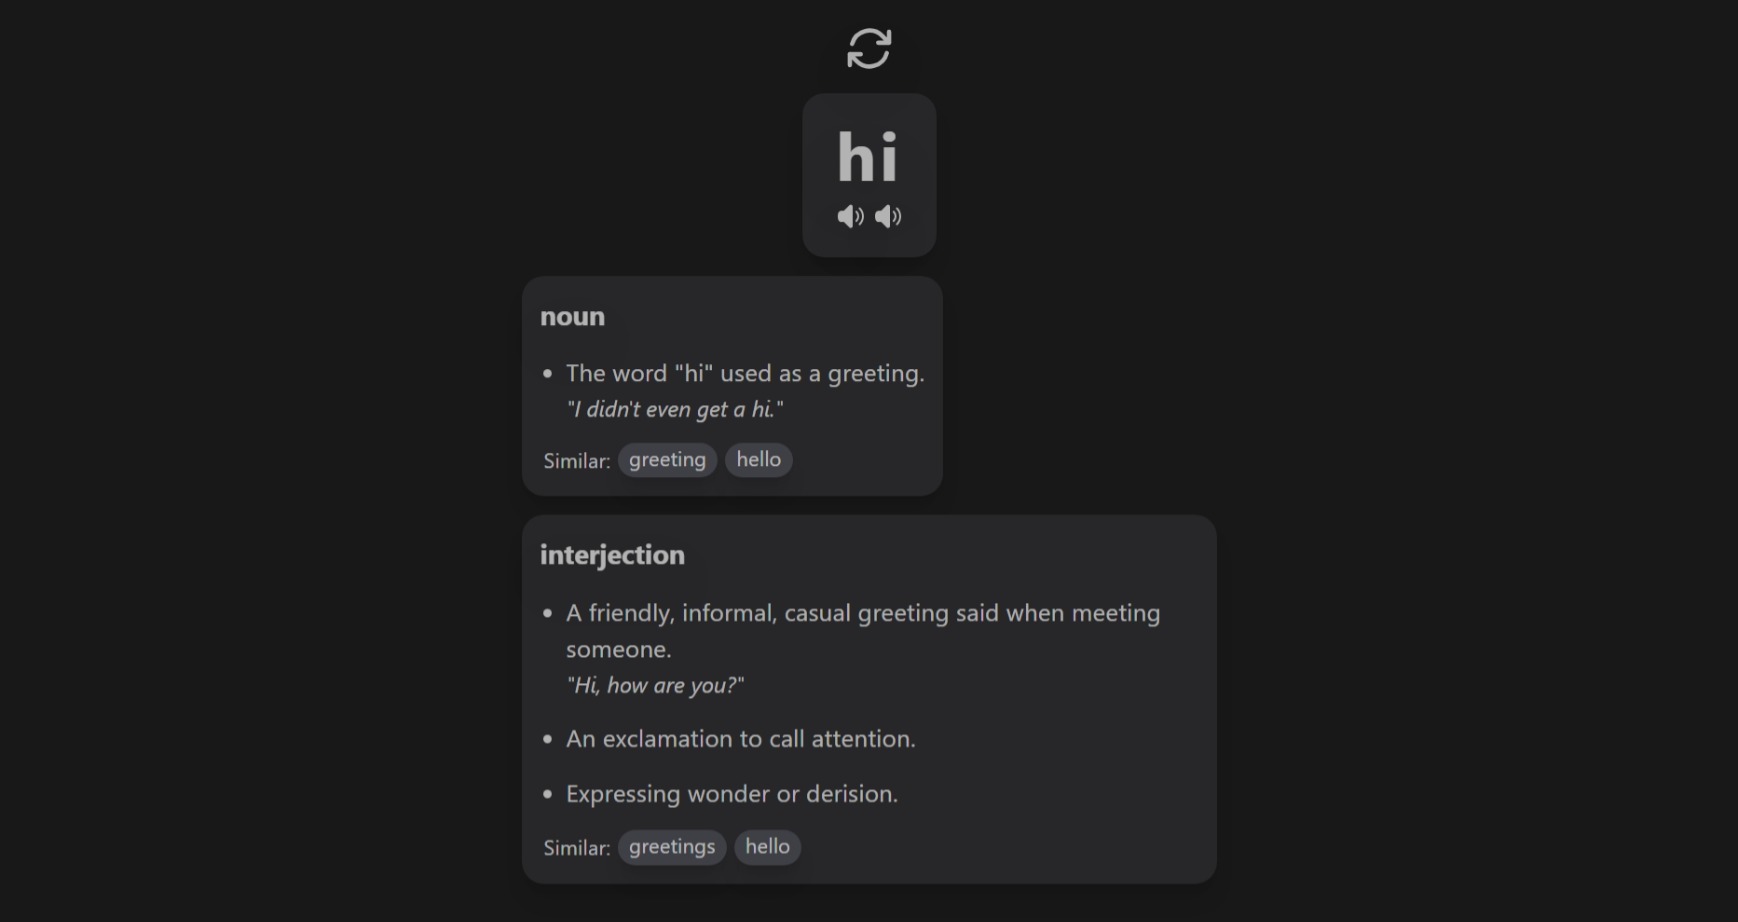 hi
noun
The word "hi" used as a greeting.
"I didn't even get a hi."
Similar: greeting hello
interjection
A friendly, informal, casual greeting said when meeting
someone.
"Hi, how are you?"
An exclamation to call attention.
Expressing wonder or derision.
Similar: greetings hello